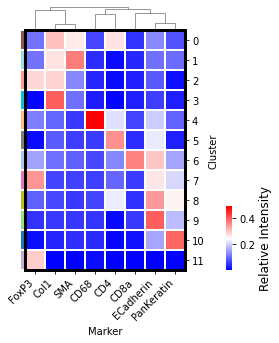 0
1
2
3
4
5
6
7
8
9
10
11
Cluster
FoxP3
Col1
SMA
CD68
CD4
CD8a
ECadherin
PanKeratin
Marker
0.4
0.2
Relative Intensity